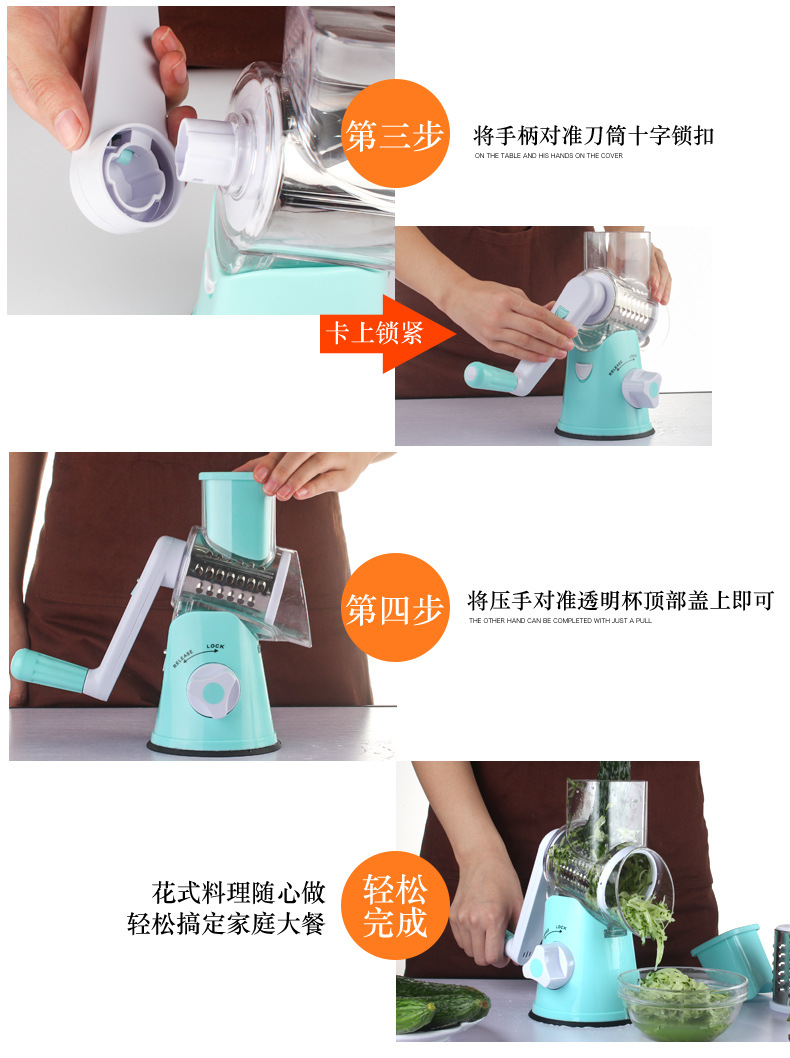 第三步
将手柄对准刀筒十字锁扣
ON THE TABLE AND HIS HANDS ON THE COVER
卡上锁紧
RELEASE
第四步
将压手对准透明杯顶部盖上即可
THE OTHER HAND CAN BE COMPLETED WITH JUST A PULL
RELEASE LOCK
花式料理随心做
轻松搞定家庭大餐
轻松
完成
LOCK